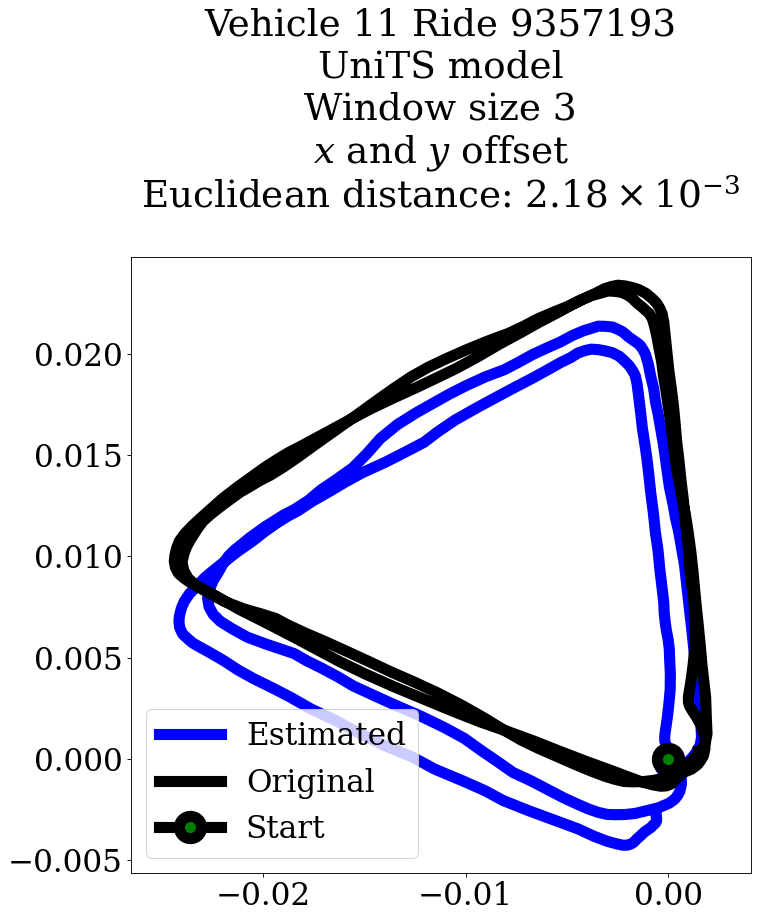 Vehicle 11 Ride 9357193
UniTS model
Window size 3
x and y offset
Euclidean distance: 2.18 × 10⁻³
0.020
0.015
0.010
0.005
0.000
−0.005
Estimated
Original
Start
−0.02
−0.01
0.00